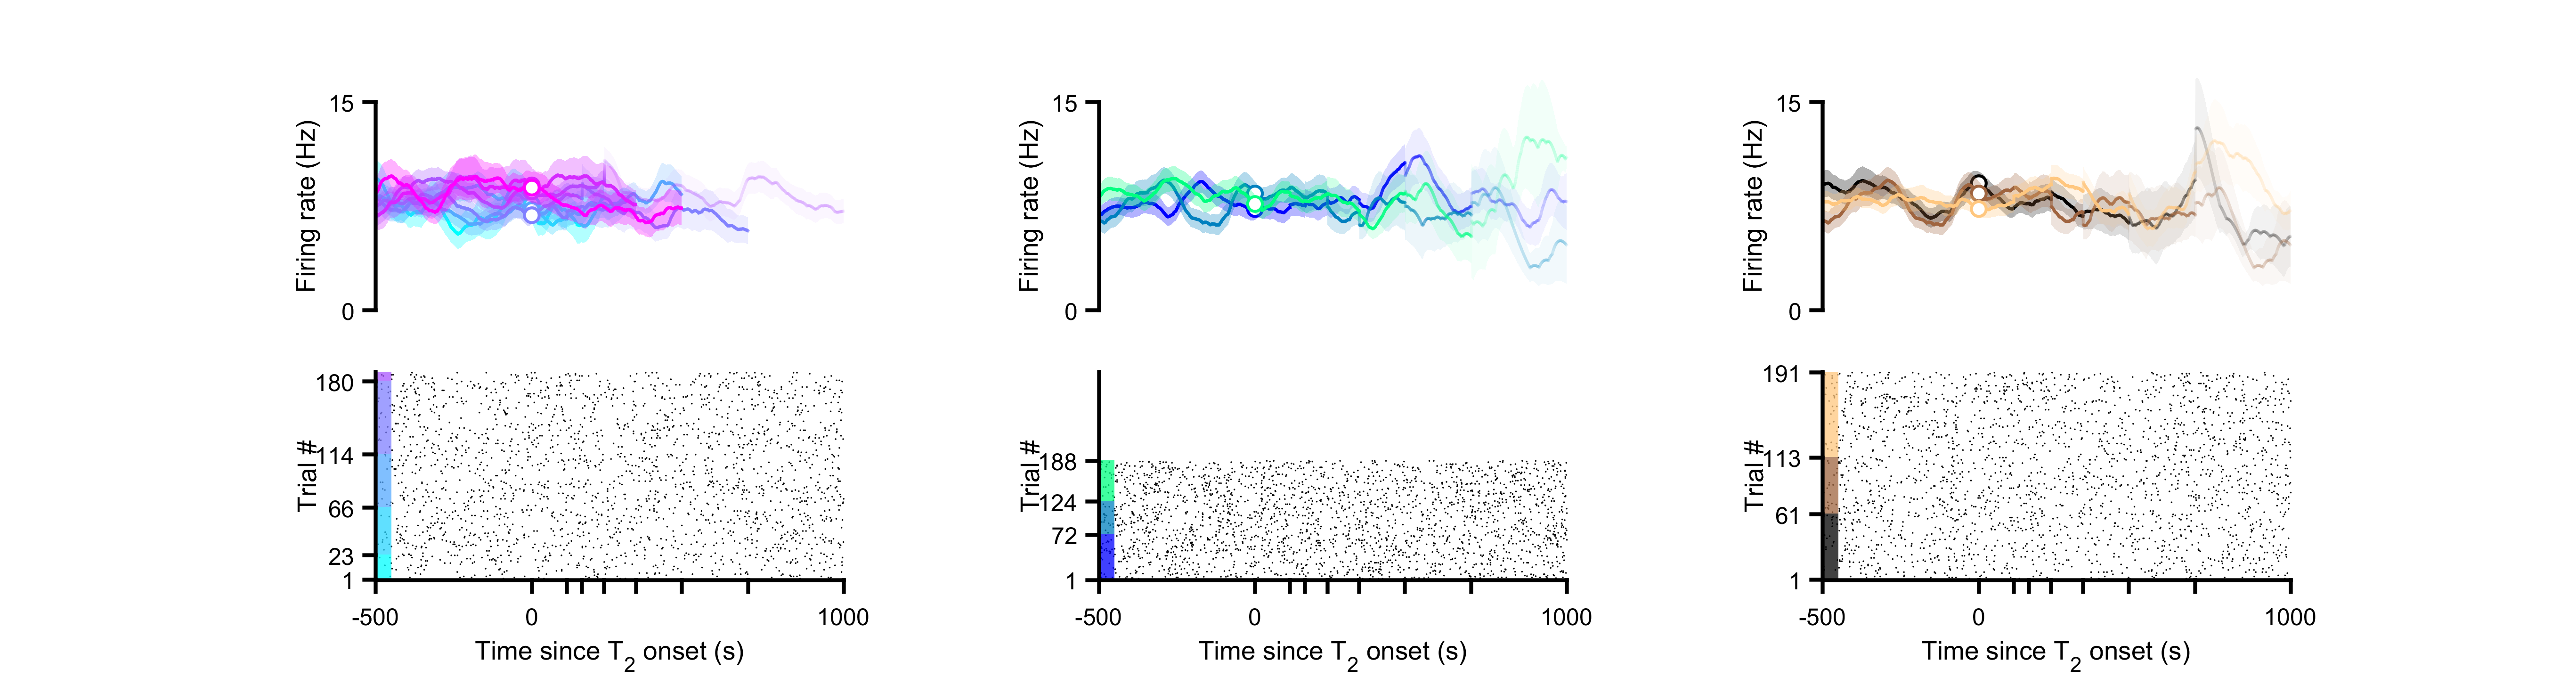 15
Firing rate (Hz)
0
180
114
66
23
1
Trial #
-500 0 1000
Time since T2 onset (s)
15
Firing rate (Hz)
0
188
124
72
1
Trial #
-500 0 1000
Time since T2 onset (s)
15
Firing rate (Hz)
0
191
113
61
1
Trial #
-500 0 1000
Time since T2 onset (s)